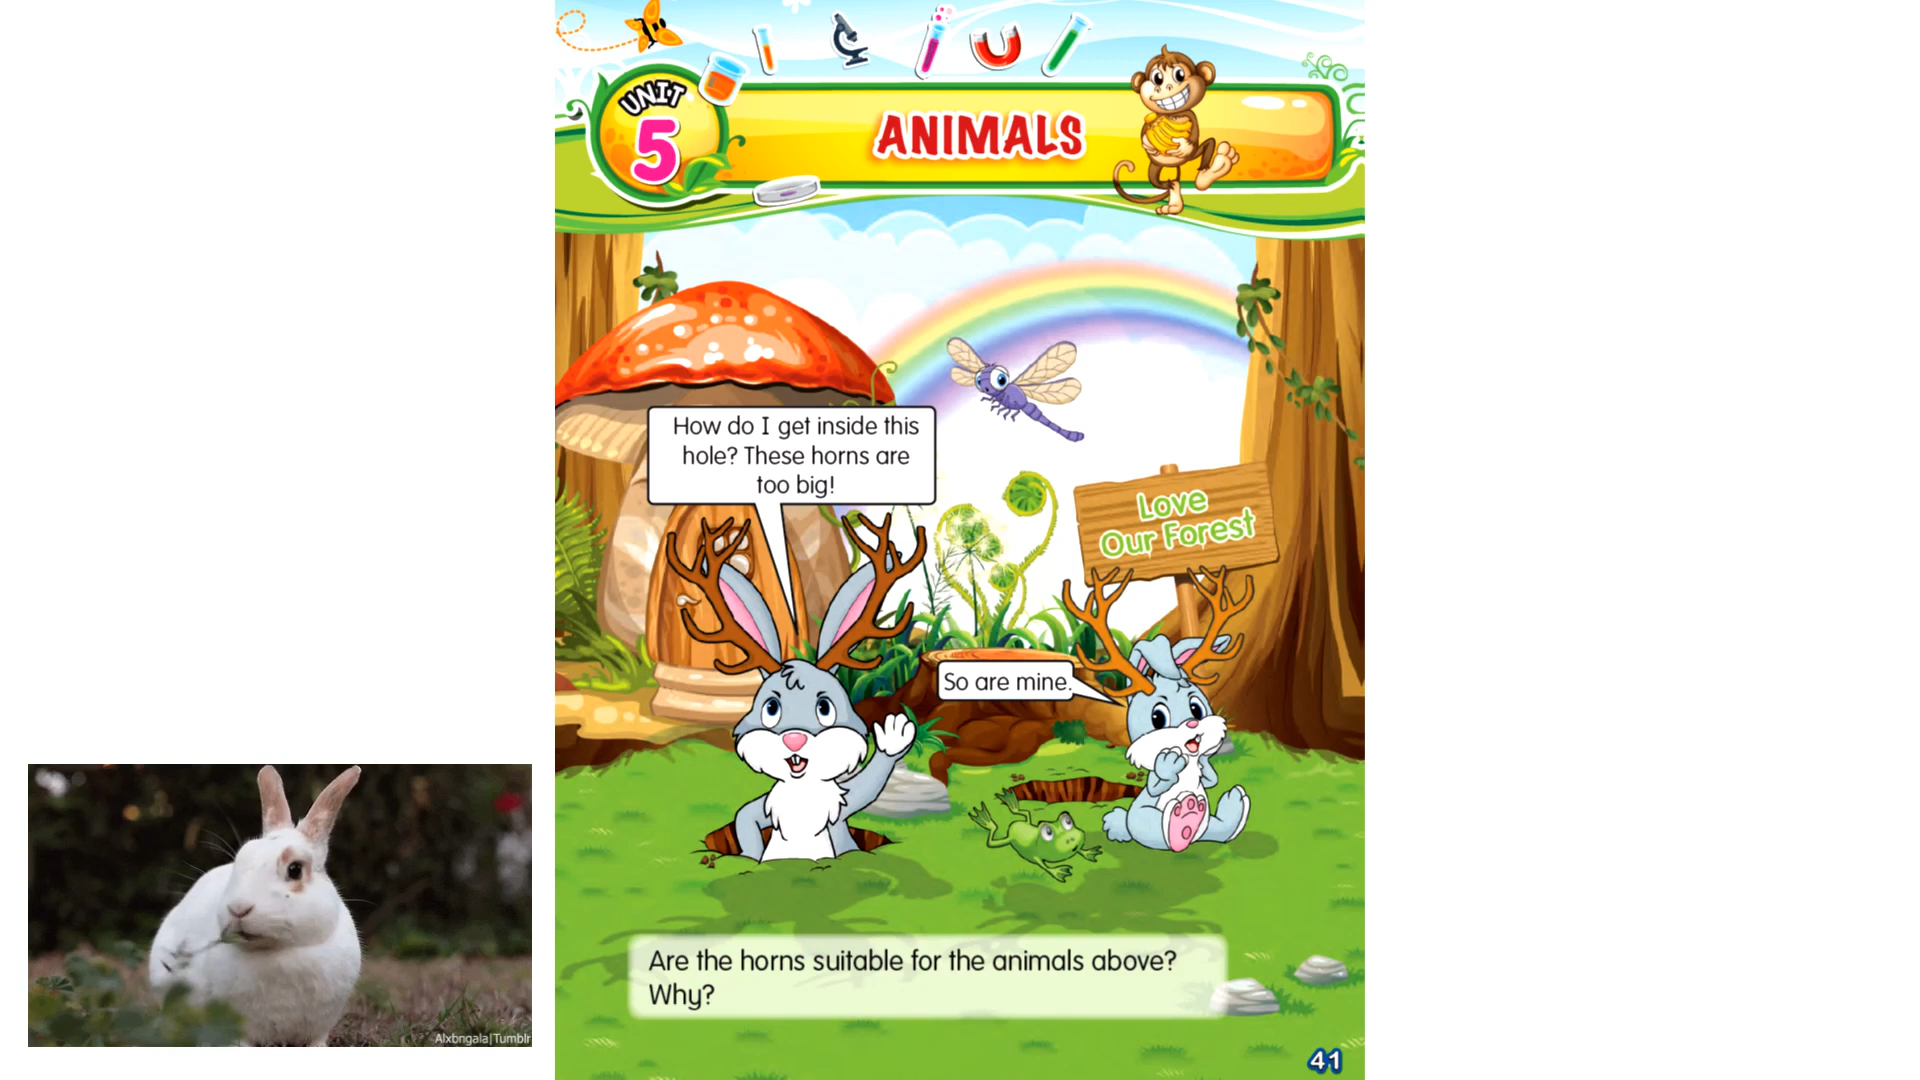 UNIT
5
ANIMALS
How do I get inside this
hole? These horns are
too big!
Love
Our Forest
So are mine.
Are the horns suitable for the animals above?
Why?
Alxbngala|Tumblr
41